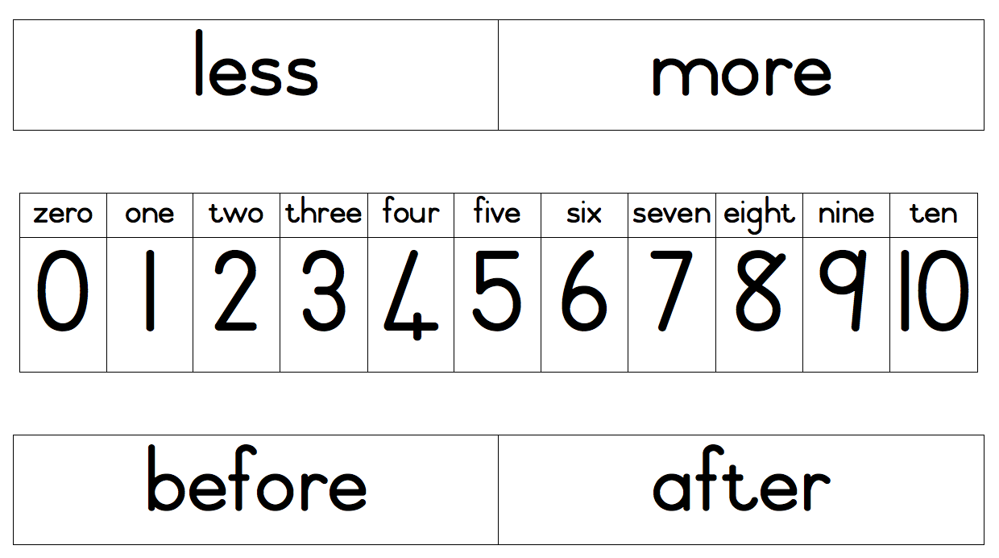 less more
zero one two three four five six seven eight nine ten
0 1 2 3 4 5 6 7 8 9 10
before after